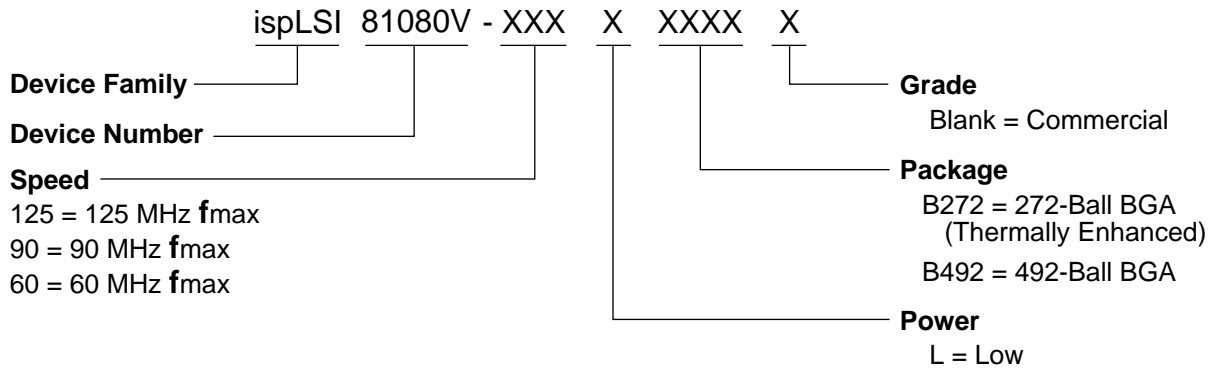 ispLSI 81080V - XXX X XXXX X
Device Family
Device Number
Speed
125 = 125 MHz fmax
90 = 90 MHz fmax
60 = 60 MHz fmax
Grade
Blank = Commercial
Package
B272 = 272-Ball BGA
(Thermally Enhanced)
B492 = 492-Ball BGA
Power
L = Low